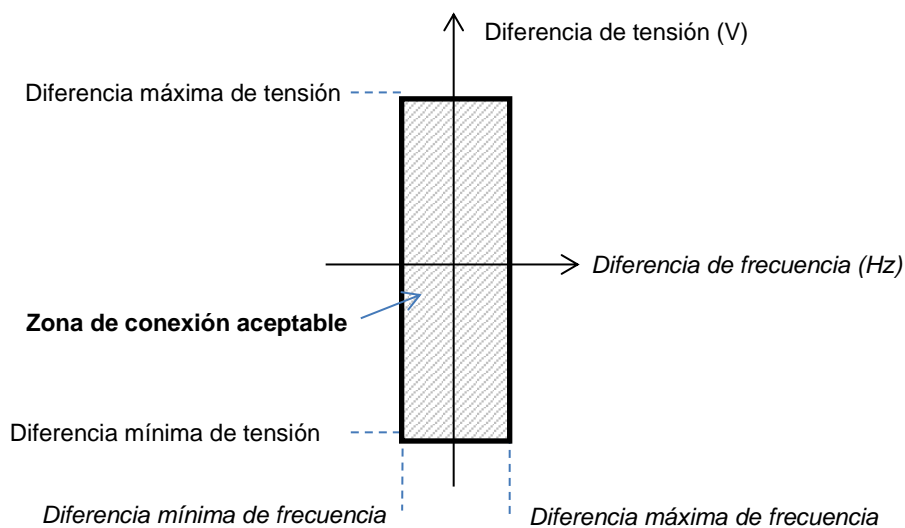 Diferencia de tensión (V)
Diferencia máxima de tensión
Diferencia de frecuencia (Hz)
Zona de conexión aceptable
Diferencia mínima de tensión
Diferencia mínima de frecuencia
Diferencia máxima de frecuencia